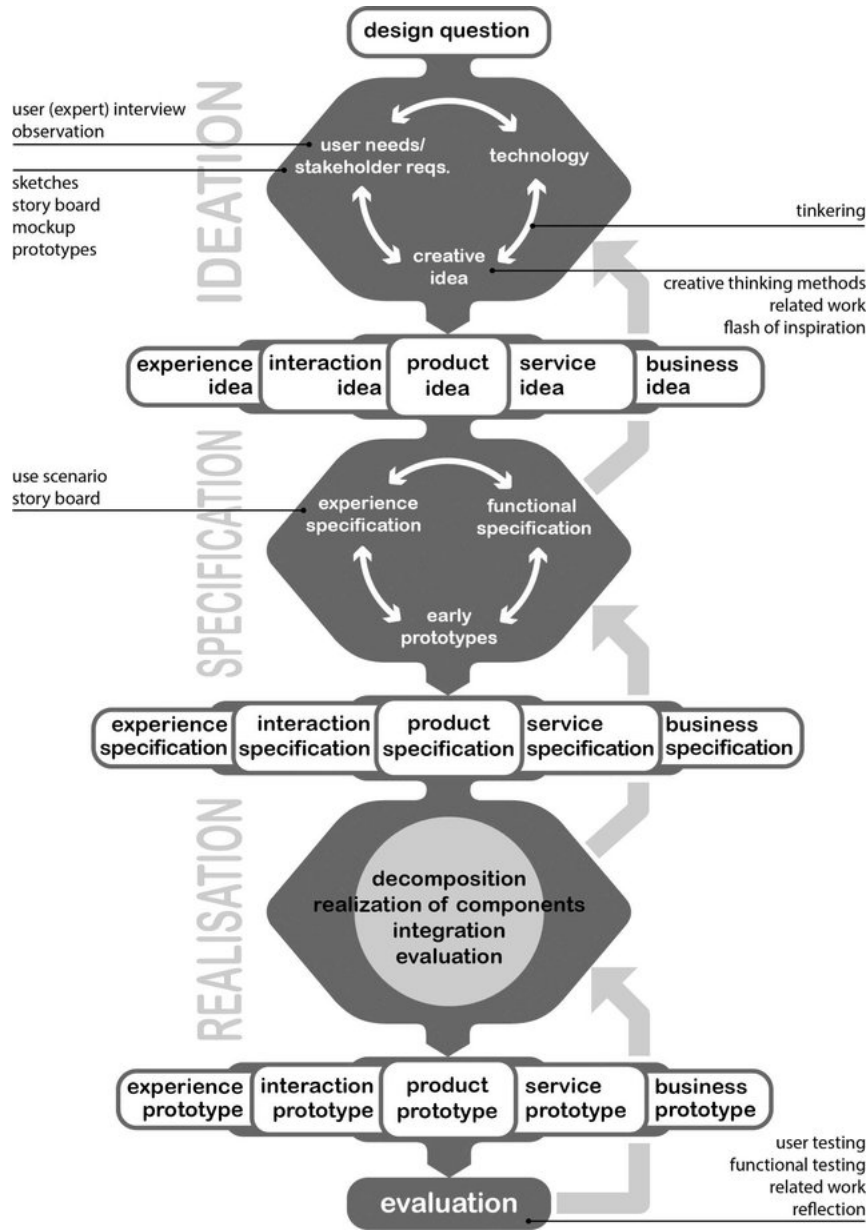 design question
IDEATION
user (expert) interview
observation
sketches
story board
mockup
prototypes
user needs/
stakeholder reqs.
technology
creative
idea
tinkering
creative thinking methods
related work
flash of inspiration
experience
idea
interaction
idea
product
idea
service
idea
business
idea
SPECIFICATION
use scenario
story board
experience
specification
functional
specification
early
prototypes
experience
specification
interaction
specification
product
specification
service
specification
business
specification
REALISATION
decomposition
realization of components
integration
evaluation
experience
prototype
interaction
prototype
product
prototype
service
prototype
business
prototype
evaluation
user testing
functional testing
related work
reflection